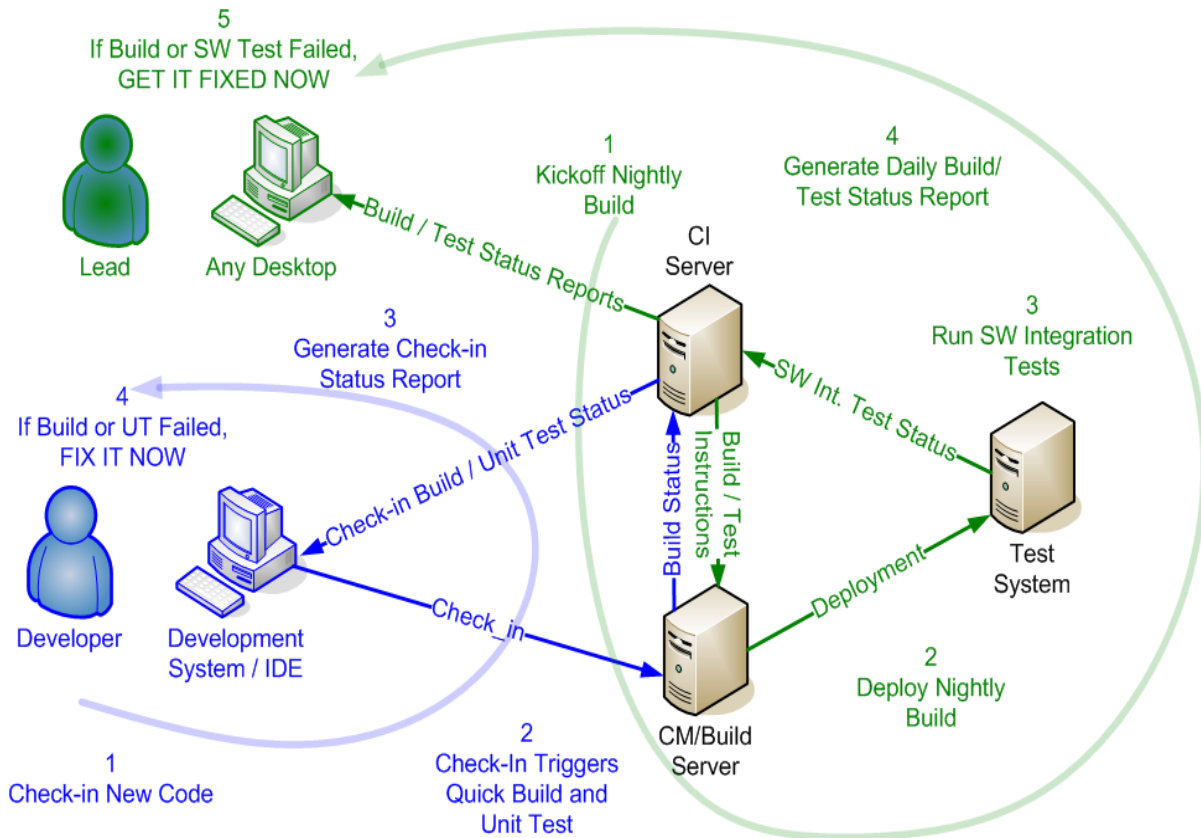 5
If Build or SW Test Failed,
GET IT FIXED NOW
Lead
Any Desktop
Build / Test Status Reports
1
Kickoff Nightly
Build
4
Generate Daily Build/
Test Status Report
CI
Server
3
Run SW Integration
Tests
SW Int. Test Status
3
Generate Check-in
Status Report
4
If Build or UT Failed,
FIX IT NOW
Check-in Build / Unit Test Status
Build Status
Build / Test
Instructions
Developer
Development
System / IDE
Check_in
Deployment
Test
System
2
Deploy Nightly
Build
CM/Build
Server
1
Check-in New Code
2
Check-In Triggers
Quick Build and
Unit Test